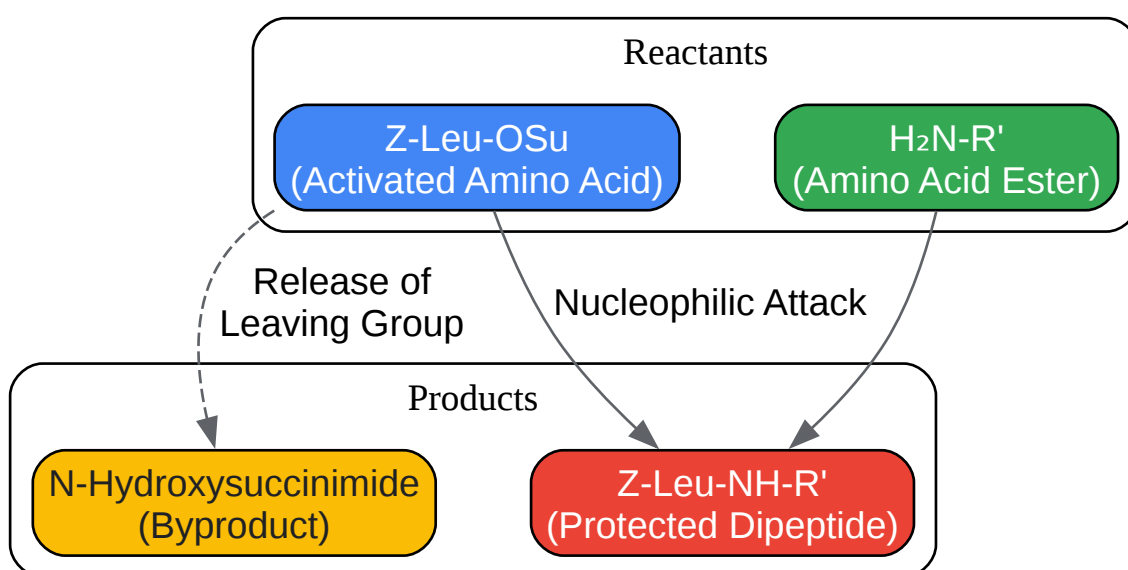 Reactants
Z-Leu-OSu
(Activated Amino Acid)
H₂N-R'
(Amino Acid Ester)
Release of
Leaving Group
Nucleophilic Attack
Products
N-Hydroxysuccinimide
(Byproduct)
Z-Leu-NH-R'
(Protected Dipeptide)